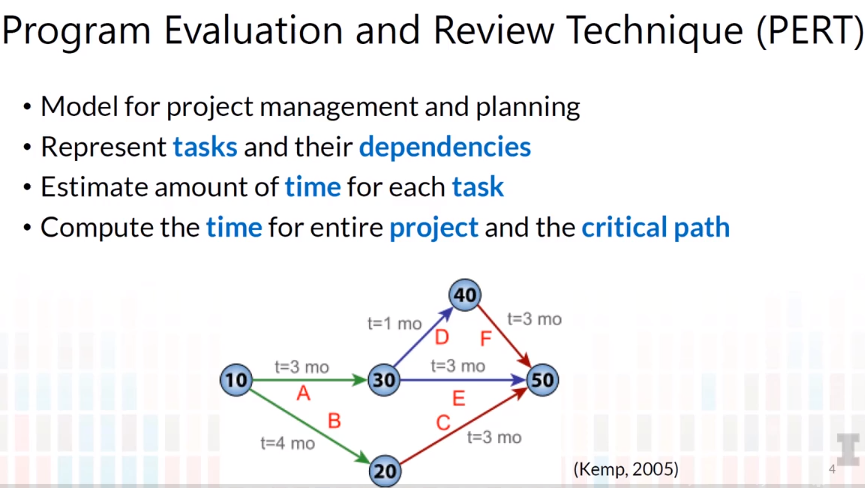 Program Evaluation and Review Technique (PERT)
• Model for project management and planning
• Represent tasks and their dependencies
• Estimate amount of time for each task
• Compute the time for entire project and the critical path
40
t=1 mo
t=3 mo
D
F
t=3 mo
t=3 mo
10
30
50
A
E
B
C
t=4 mo
t=3 mo
20
(Kemp, 2005)
4
I